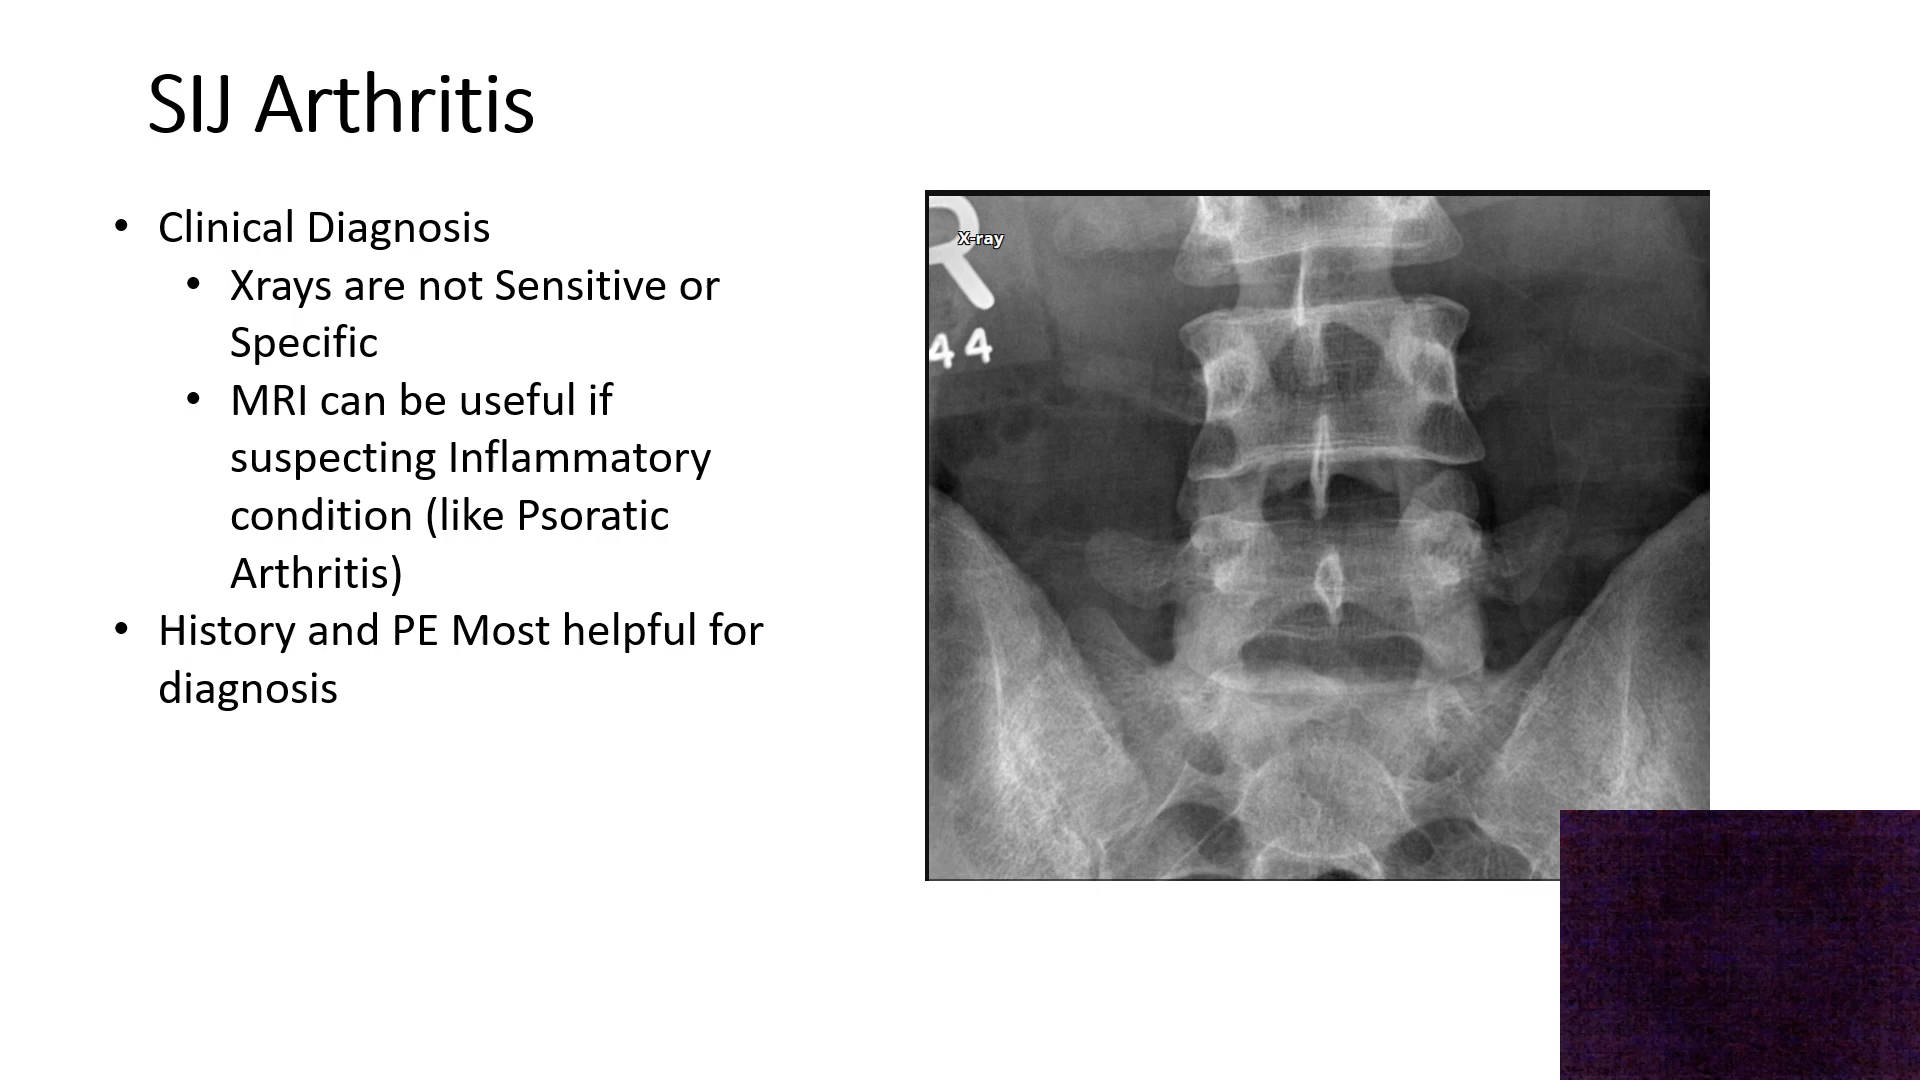 SIJ Arthritis
• Clinical Diagnosis
• Xrays are not Sensitive or
Specific
• MRI can be useful if
suspecting Inflammatory
condition (like Psoratic
Arthritis)
• History and PE Most helpful for
diagnosis
R
X-ray
44